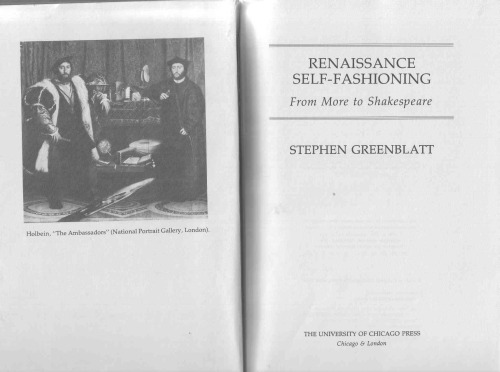 Holbein, "The Ambassadors" (National Portrait Gallery, London).
RENAISSANCE
SELF-FASHIONING
From More to Shakespeare
STEPHEN GREENBLATT
THE UNIVERSITY OF CHICAGO PRESS
Chicago & London